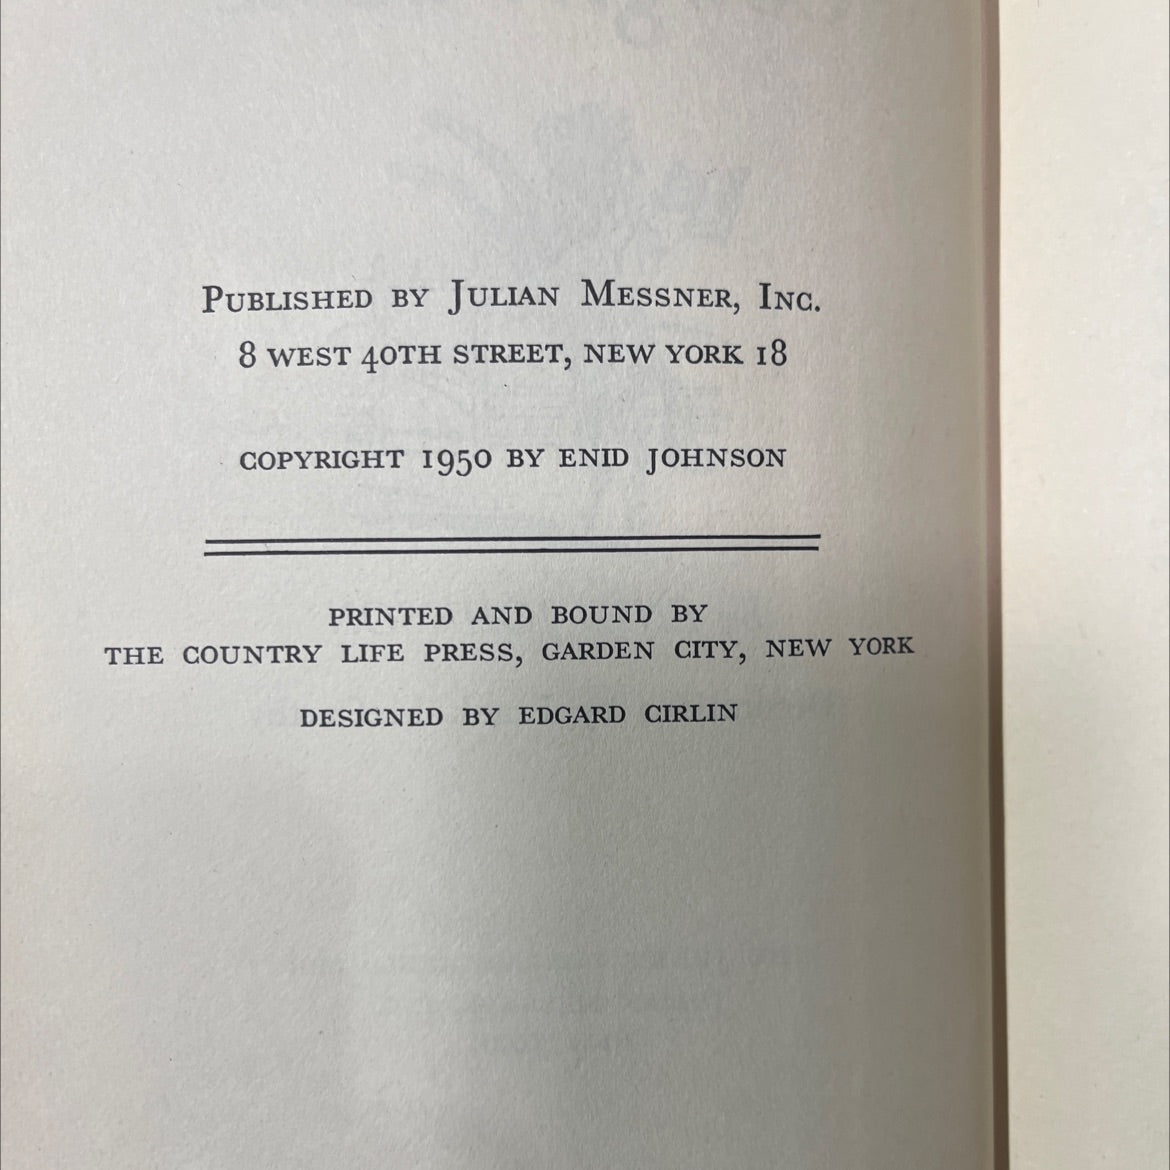 Published by Julian Messner, Inc.
8 WEST 40TH STREET, NEW YORK 18
COPYRIGHT 1950 BY ENID JOHNSON
PRINTED AND BOUND BY
THE COUNTRY LIFE PRESS, GARDEN CITY, NEW YORK
DESIGNED BY EDGARD CIRLIN